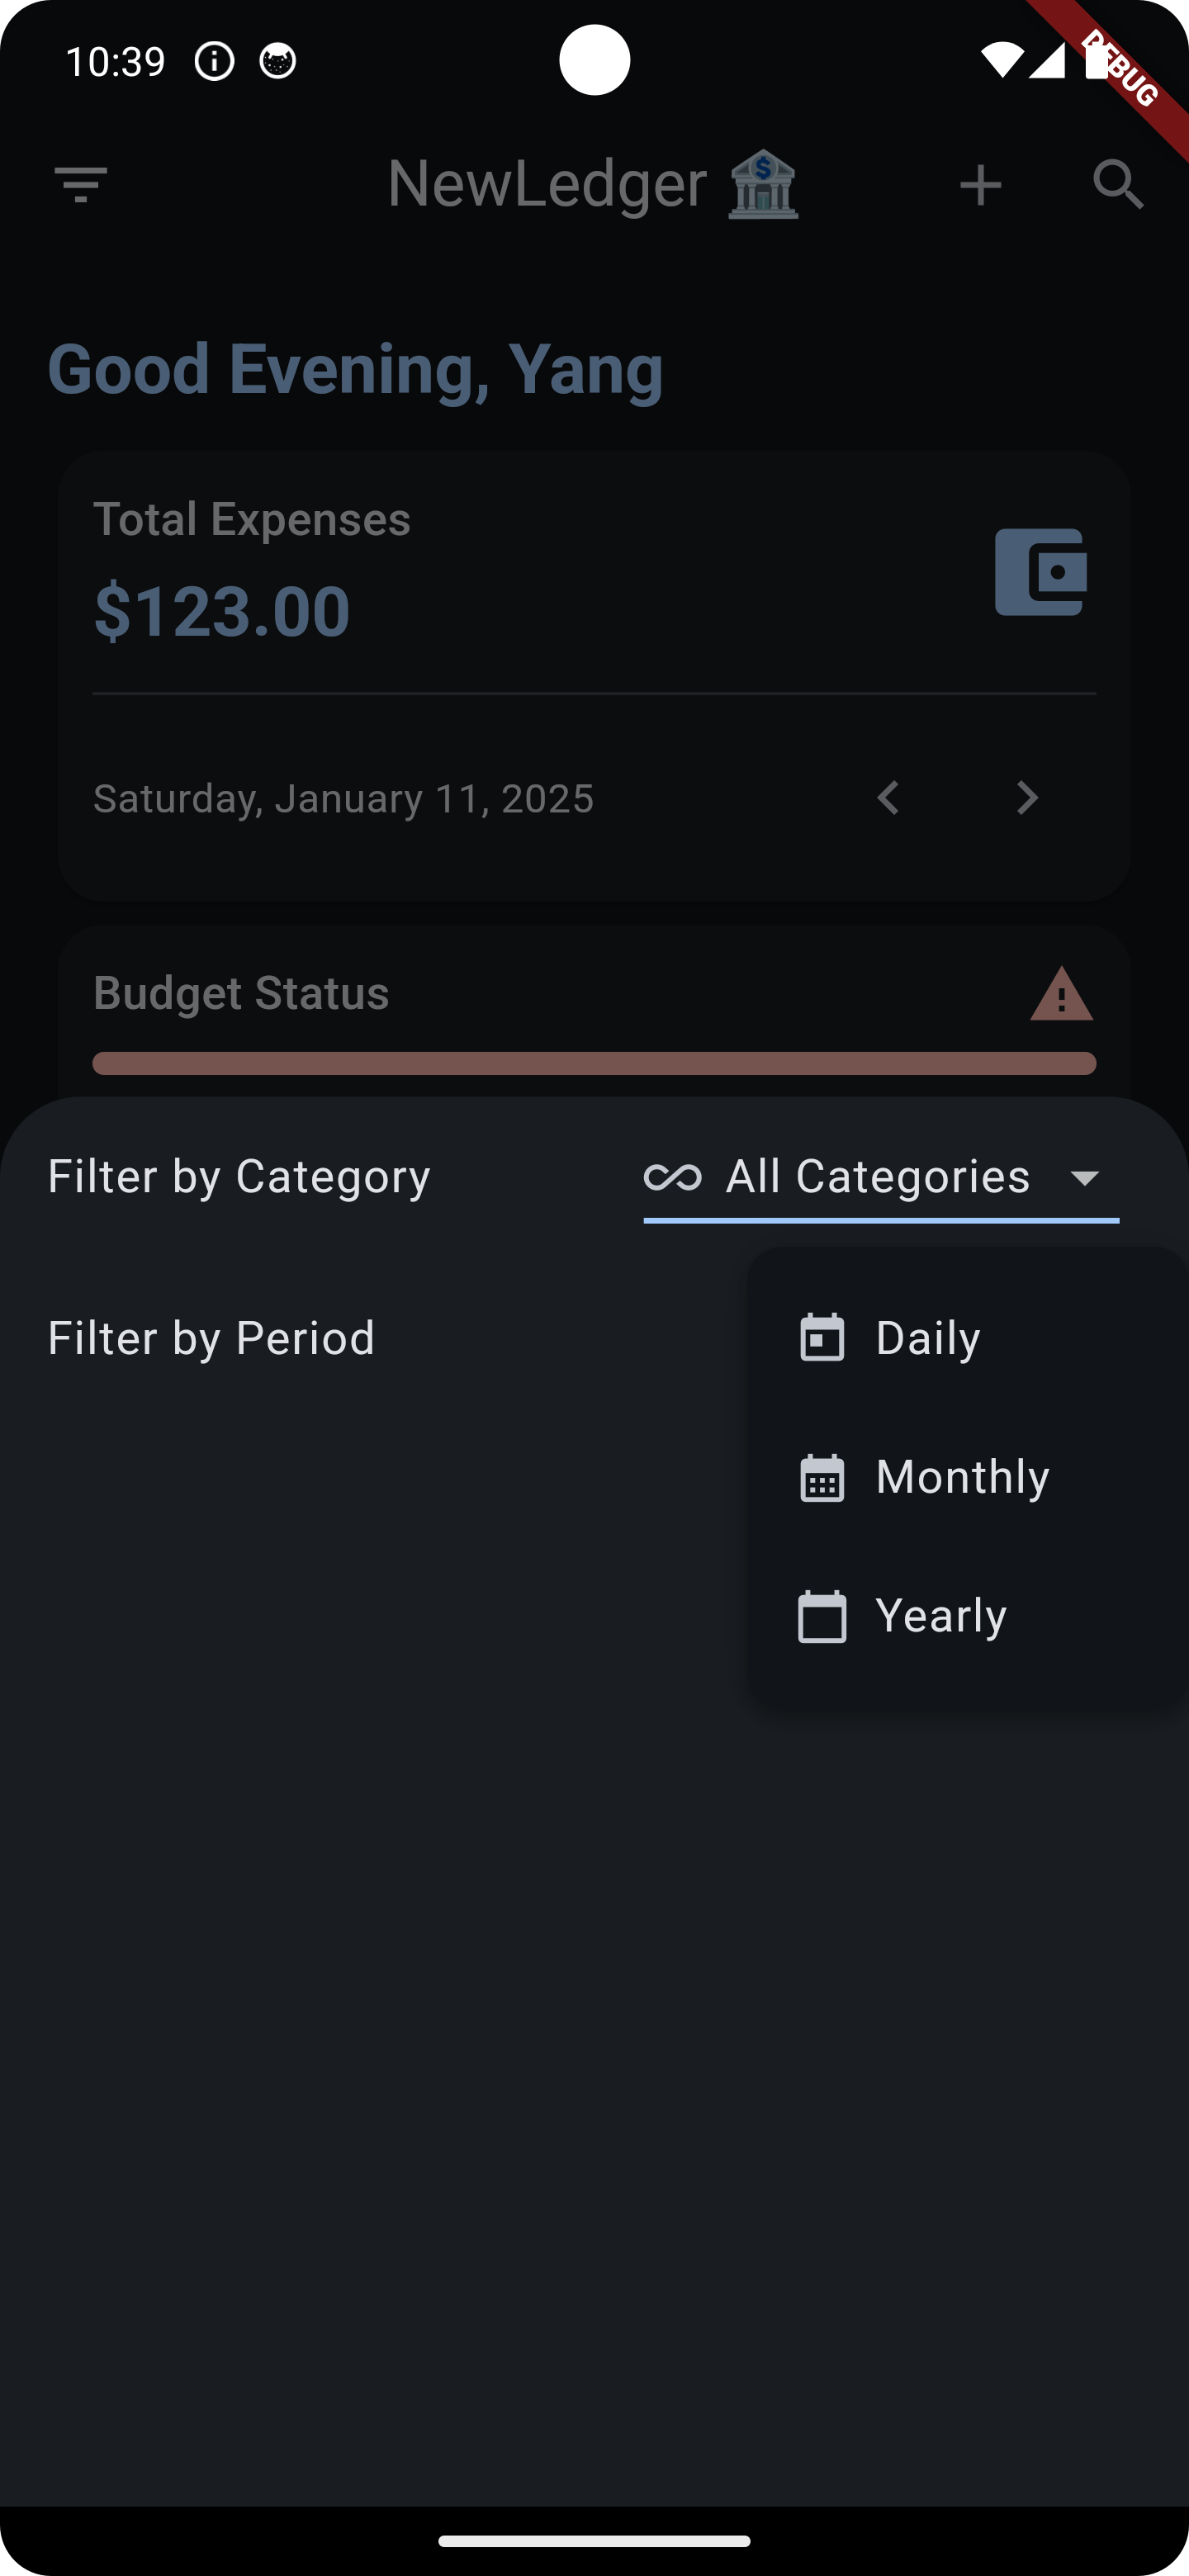 10:39
DEBUG
NewLedger
Good Evening, Yang
Total Expenses
$123.00
Saturday, January 11, 2025
Budget Status
Filter by Category
All Categories
Filter by Period
Daily
Monthly
Yearly